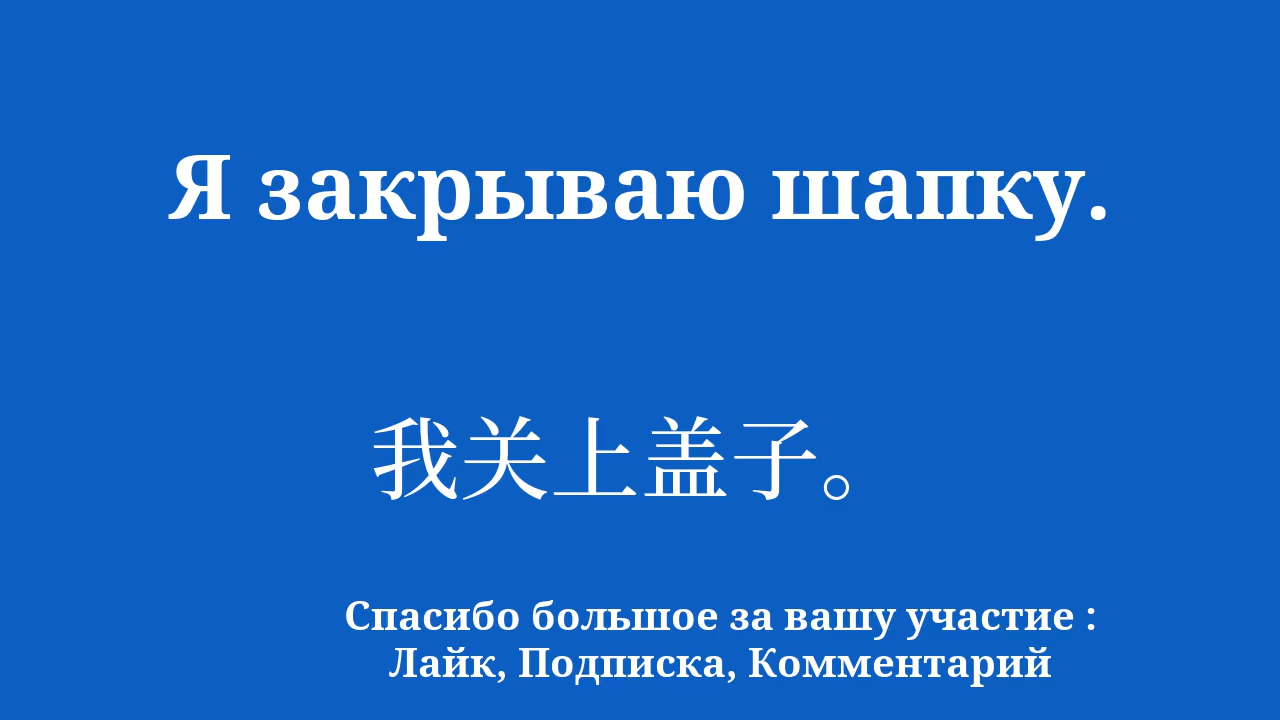 Я закрываю шапку.
我关上盖子。
Спасибо большое за вашу участие :
Лайк, Подписка, Комментарий